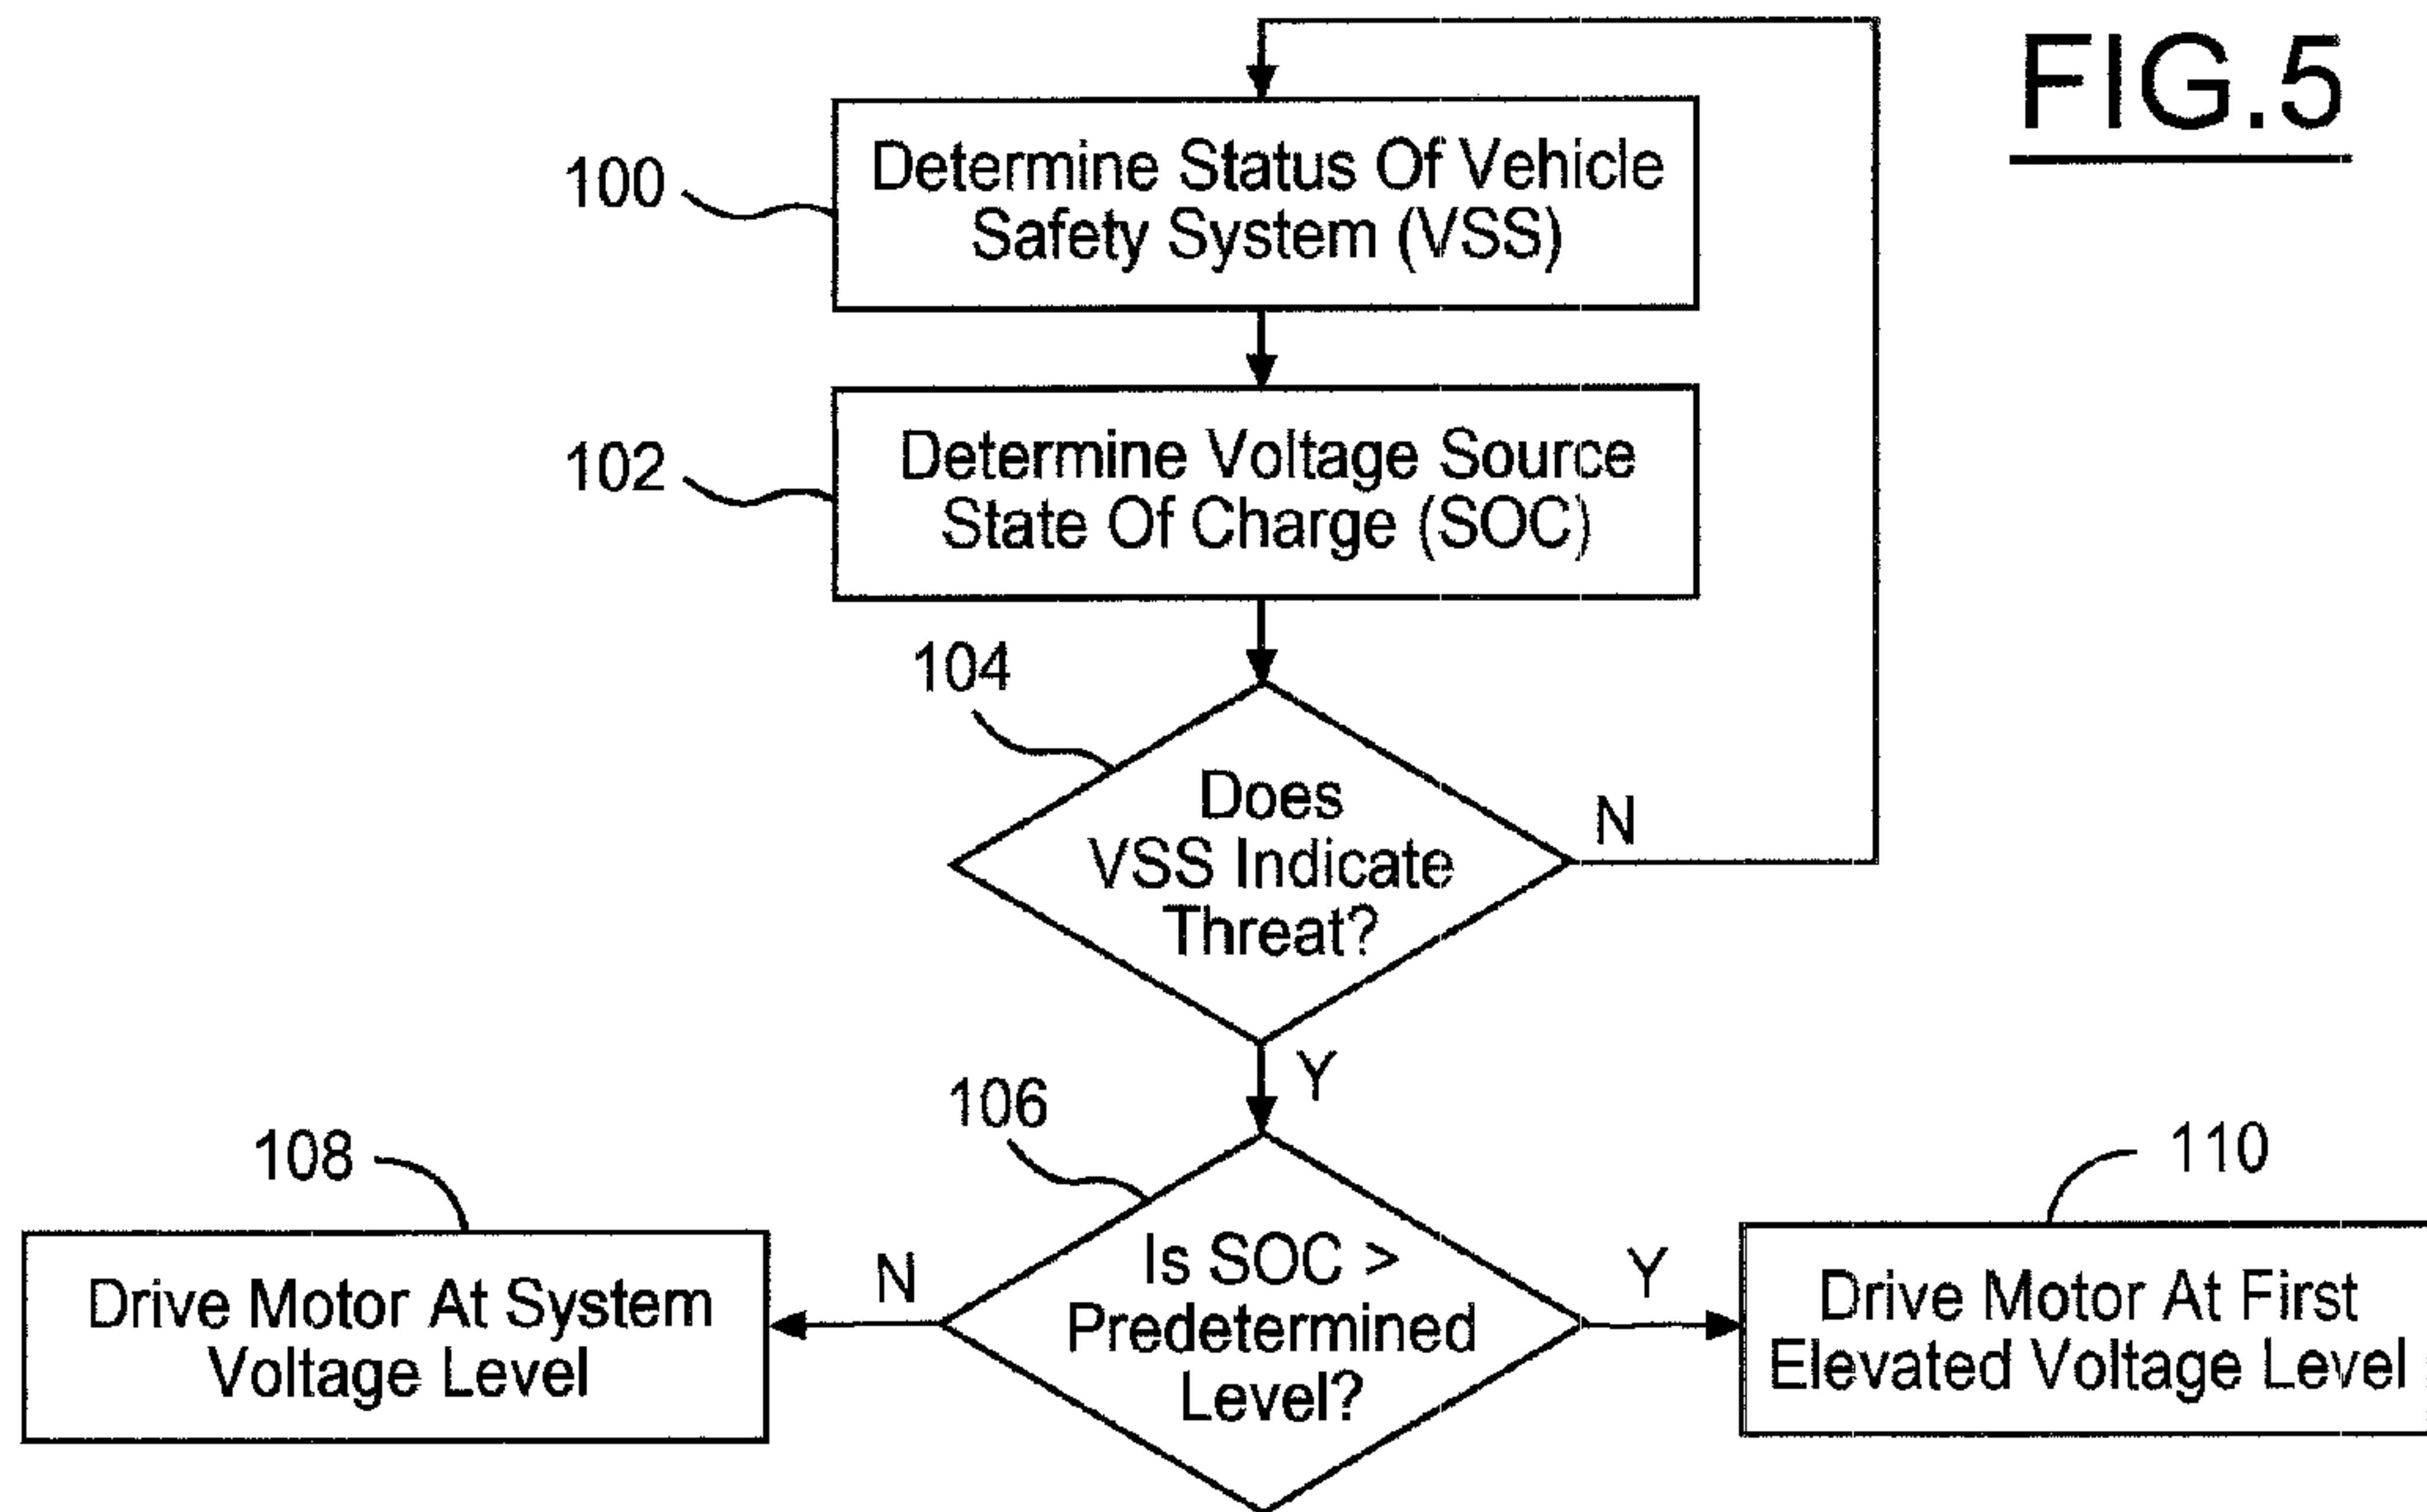 FIG.5
100
Determine Status Of Vehicle
Safety System (VSS)
102
Determine Voltage Source
State Of Charge (SOC)
104
Does
VSS Indicate
Threat?
N
Y
106
108
110
Is SOC >
Predetermined
Level?
N
Y
Drive Motor At System
Voltage Level
Drive Motor At First
Elevated Voltage Level